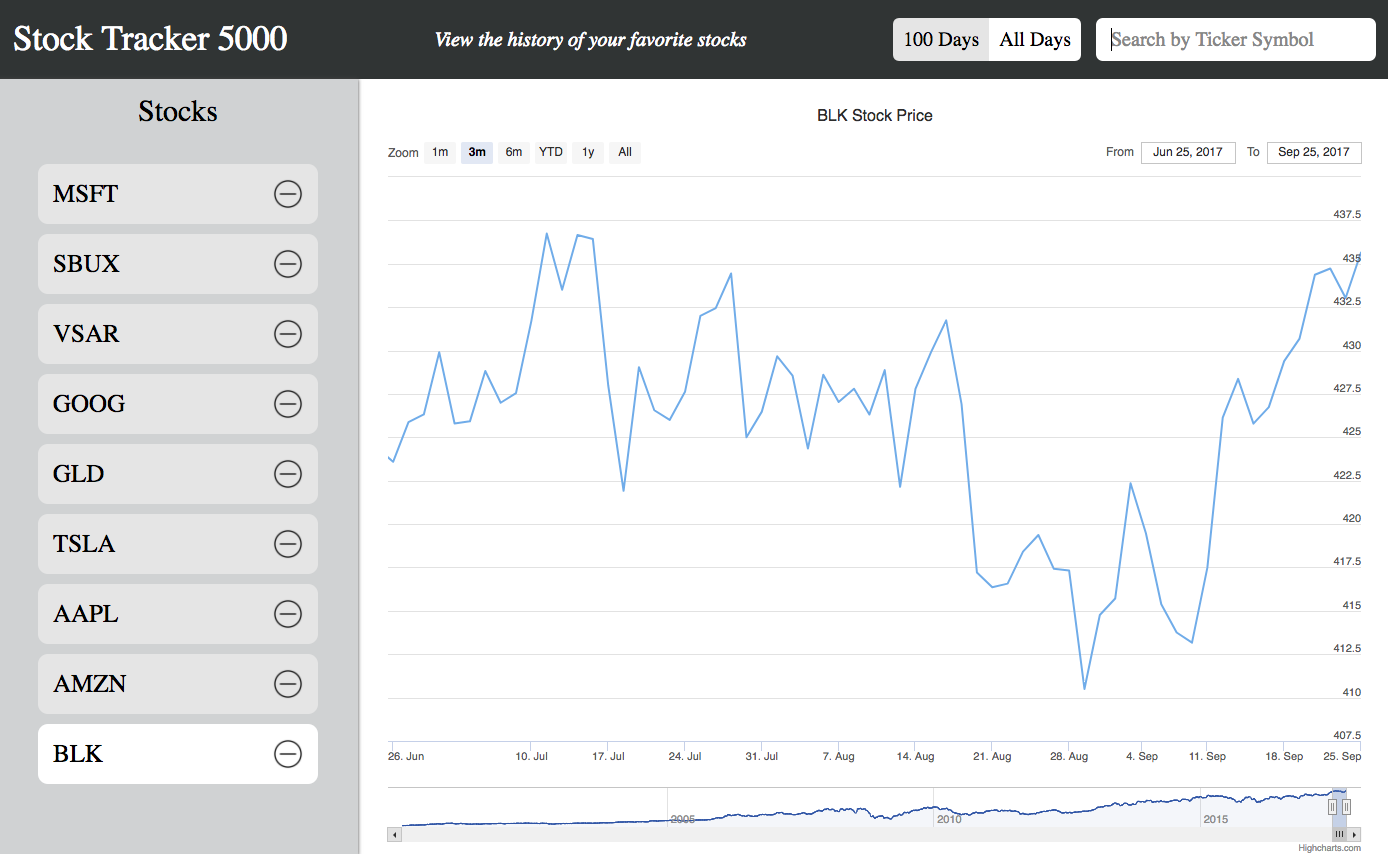 Stock Tracker 5000
View the history of your favorite stocks
100 Days All Days
Search by Ticker Symbol
Stocks
MSFT
SBUX
VSAR
GOOG
GLD
TSLA
AAPL
AMZN
BLK
BLK Stock Price
Zoom 1m 3m 6m YTD 1y All
From Jun 25, 2017 To Sep 25, 2017
437.5
435
432.5
430
427.5
425
422.5
420
417.5
415
412.5
410
407.5
26. Jun 10. Jul 17. Jul 24. Jul 31. Jul 7. Aug 14. Aug 21. Aug 28. Aug 4. Sep 11. Sep 18. Sep 25. Sep
2005 2010 2015
Highcharts.com